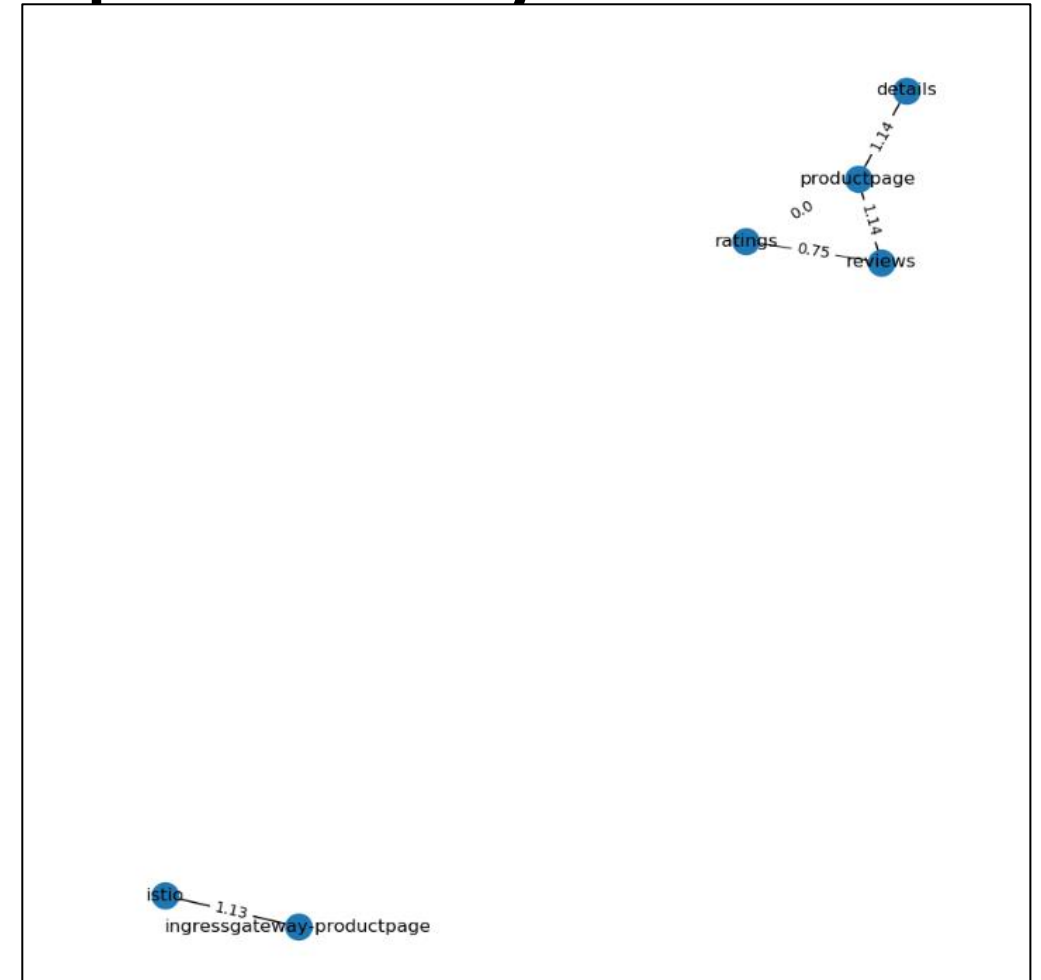 details
1.14
productpage
0.0
1.14
ratings
0.75
reviews
istio
1.13
ingressgateway-productpage